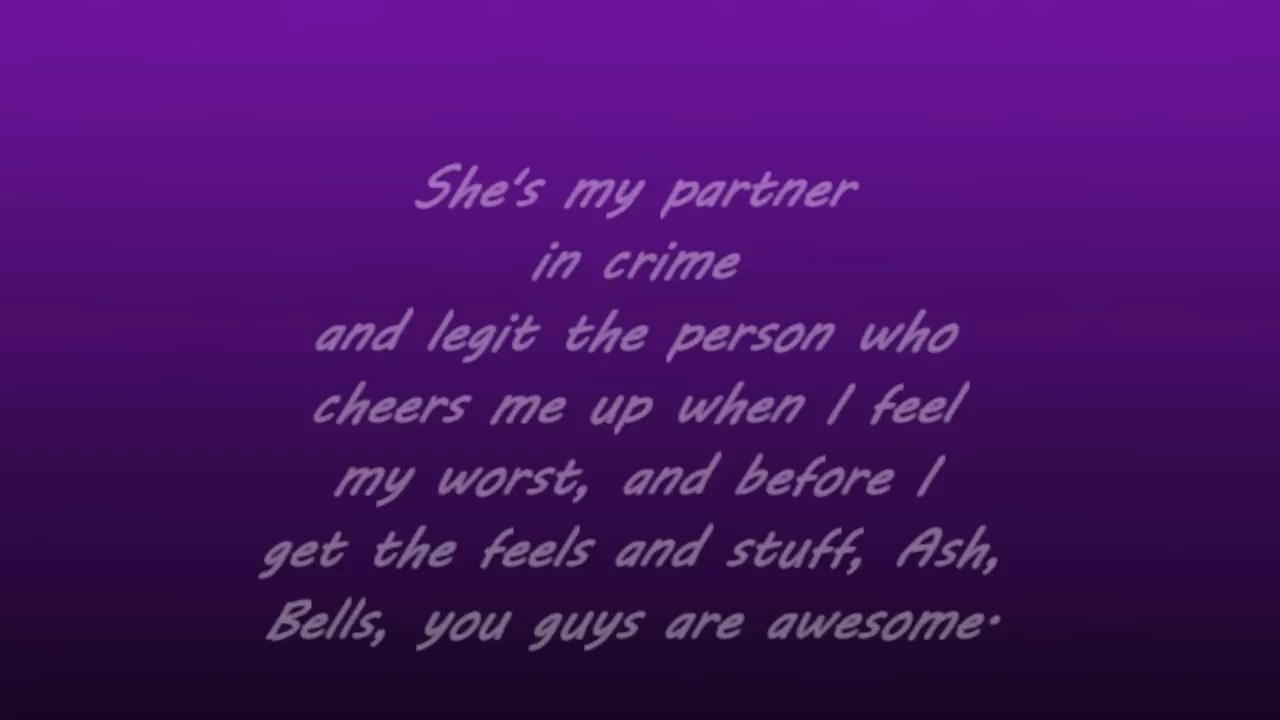 She's my partner
in crime
and legit the person who
cheers me up when I feel
my worst, and before I
get the feels and stuff, Ash,
Bells, you guys are awesome.